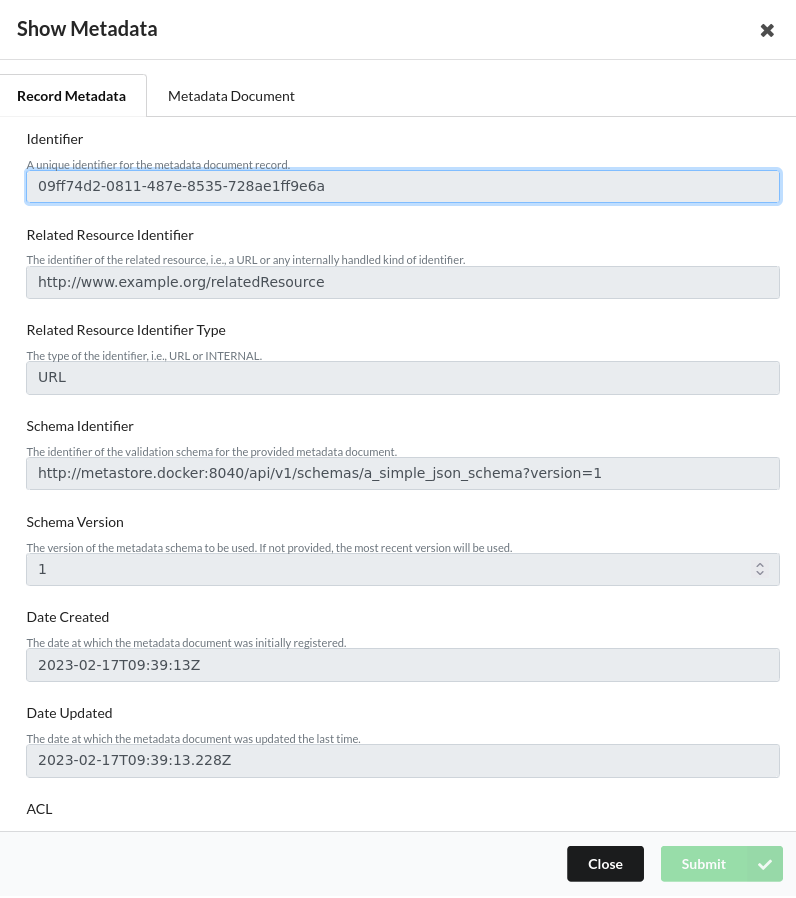 Show Metadata
Record Metadata
Metadata Document
Identifier
A unique identifier for the metadata document record.
09ff74d2-0811-487e-8535-728ae1ff9e6a
Related Resource Identifier
The identifier of the related resource, i.e., a URL or any internally handled kind of identifier.
http://www.example.org/relatedResource
Related Resource Identifier Type
The type of the identifier, i.e., URL or INTERNAL.
URL
Schema Identifier
The identifier of the validation schema for the provided metadata document.
http://metastore.docker:8040/api/v1/schemas/a_simple_json_schema?version=1
Schema Version
The version of the metadata schema to be used. If not provided, the most recent version will be used.
1
Date Created
The date at which the metadata document was initially registered.
2023-02-17T09:39:13Z
Date Updated
The date at which the metadata document was updated the last time.
2023-02-17T09:39:13.228Z
ACL
Close
Submit